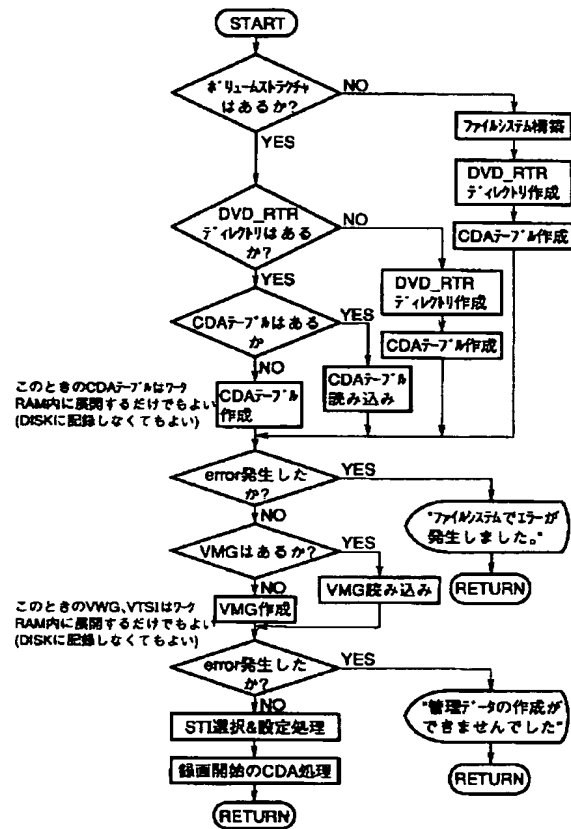 START
ボリュームストラクチャ
はあるか?
NO
YES
ファイルシステム構築
DVD_RTR
ディレクトリ作成
CDAテーブル作成
DVD_RTR
ディレクトリはある
か?
NO
YES
DVD_RTR
ディレクトリ作成
CDAテーブル作成
CDAテーブルはある
か
YES
NO
CDAテーブル
読み込み
このときのCDAテーブルはワーク
RAM内に展開するだけでもよい
(DISKに記録しなくてもよい)
CDAテーブル
作成
error発生した
か?
YES
NO
"ファイルシステムでエラーが
発生しました。"
RETURN
VMGはあるか?
YES
NO
VMG読み込み
このときのVWG、VTSIはワーク
RAM内に展開するだけでもよい
(DISKに記録しなくてもよい)
VMG作成
error発生した
か?
YES
NO
"管理データの作成が
できませんでした"
RETURN
STI選択&設定処理
録画開始のCDA処理
RETURN